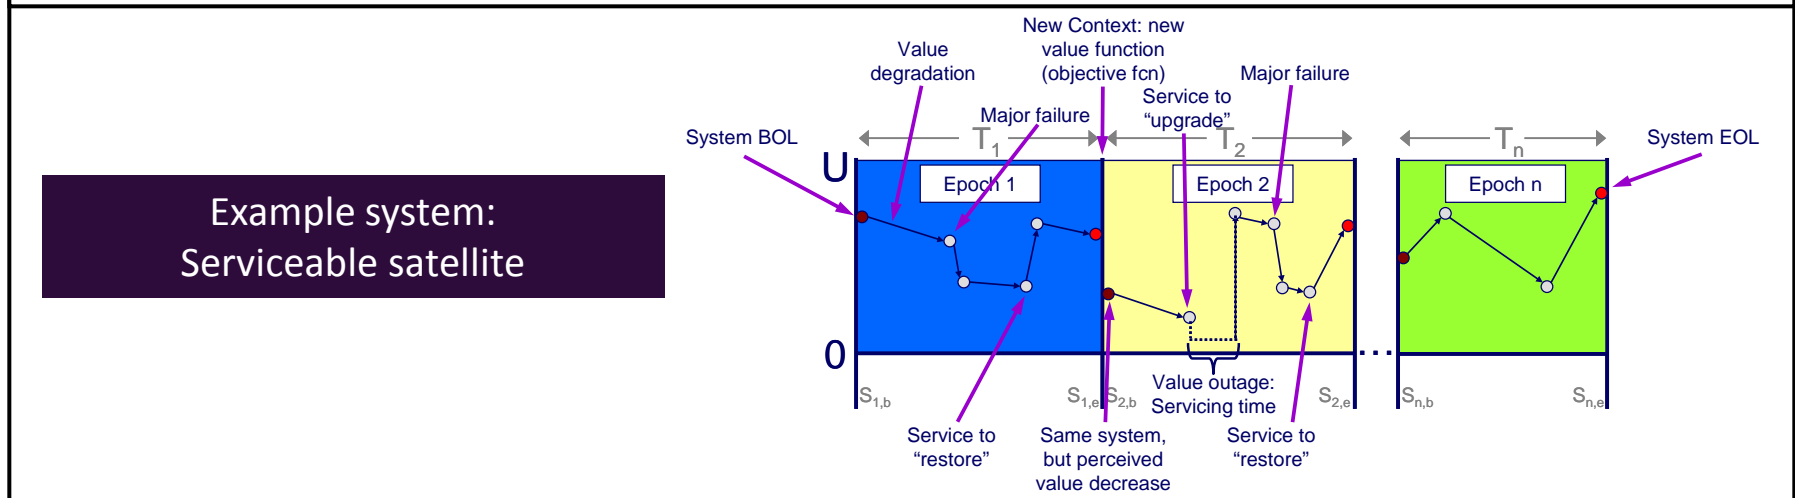 Example system:
Serviceable satellite
New Context: new
value function
(objective fcn)
Value
degradation
Major failure
Service to
“upgrade”
Major failure
System BOL
System EOL
T1
T2
Tn
U
0
Epoch 1
Epoch 2
Epoch n
...
S1,b
S1,e
S2,b
S2,e
Sn,b
Sn,e
Value outage:
Servicing time
Service to
“restore”
Same system,
but perceived
value decrease
Service to
“restore”